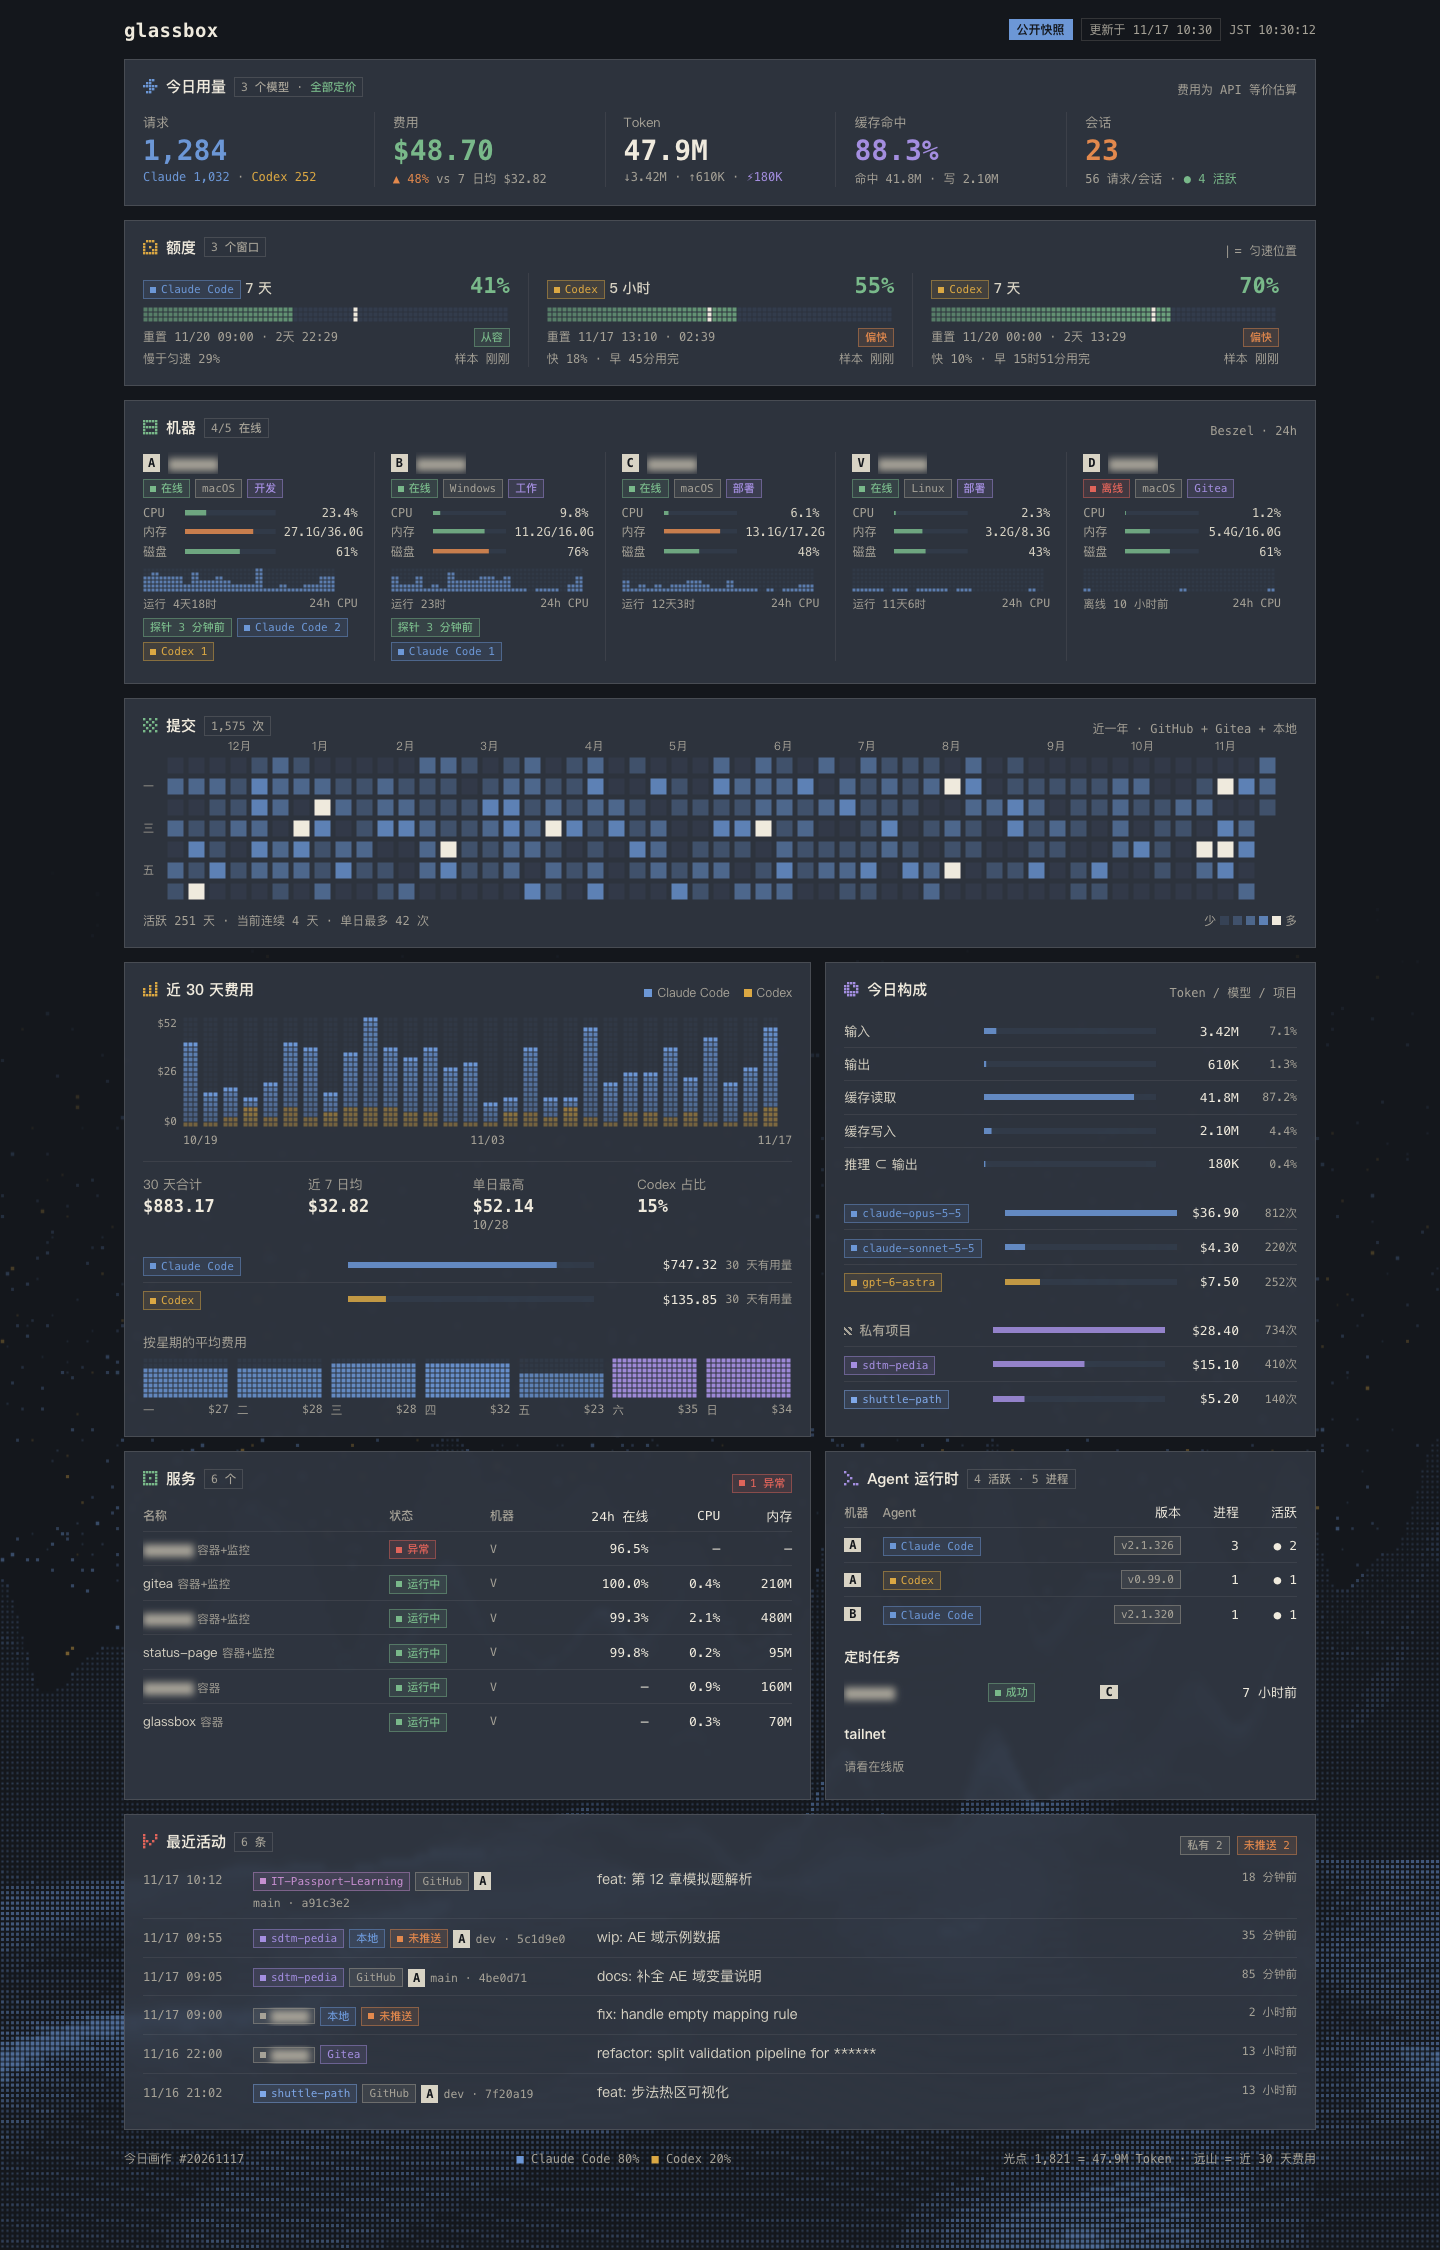 glassbox
公开快照 更新于 11/17 10:30 JST 10:30:12
今日用量 3 个模型 · 全部定价 费用为 API 等价估算
请求 费用 Token 缓存命中 会话
1,284 $48.70 47.9M 88.3% 23
Claude 1,032 · Codex 252 ▲ 48% vs 7 日均 $32.82 ↓3.42M · ↑610K · ⚡180K 命中 41.8M · 写 2.10M 56 请求/会话 · ● 4 活跃
额度 3 个窗口 | = 匀速位置
Claude Code 7 天 41% Codex 5 小时 55% Codex 7 天 70%
重置 11/20 09:00 · 2天 22:29 从容 重置 11/17 13:10 · 02:39 偏快 重置 11/20 00:00 · 2天 13:29 偏快
慢于匀速 29% 样本 刚刚 快 18% · 早 45分用完 样本 刚刚 快 10% · 早 15时51分用完 样本 刚刚
机器 4/5 在线 Beszel · 24h
A B C V D
在线 macOS 开发 在线 Windows 工作 在线 macOS 部署 在线 Linux 部署 离线 macOS Gitea
CPU 23.4% CPU 9.8% CPU 6.1% CPU 2.3% CPU 1.2%
内存 27.1G/36.0G 内存 11.2G/16.0G 内存 13.1G/17.2G 内存 3.2G/8.3G 内存 5.4G/16.0G
磁盘 61% 磁盘 76% 磁盘 48% 磁盘 43% 磁盘 61%
运行 4天18时 24h CPU 运行 23时 24h CPU 运行 12天3时 24h CPU 运行 11天6时 24h CPU 离线 10 小时前 24h CPU
探针 3 分钟前 Claude Code 2 探针 3 分钟前
Codex 1 Claude Code 1
提交 1,575 次 近一年 · GitHub + Gitea + 本地
12月 1月 2月 3月 4月 5月 6月 7月 8月 9月 10月 11月
一
三
五
活跃 251 天 · 当前连续 4 天 · 单日最多 42 次 少 多
近 30 天费用 Claude Code Codex
$52
$26
$0
10/19 11/03 11/17
30 天合计 近 7 日均 单日最高 Codex 占比
$883.17 $32.82 $52.14 15%
10/28
Claude Code $747.32 30 天有用量
Codex $135.85 30 天有用量
按星期的平均费用
一 $27 二 $28 三 $28 四 $32 五 $23 六 $35 日 $34
今日构成 Token / 模型 / 项目
输入 3.42M 7.1%
输出 610K 1.3%
缓存读取 41.8M 87.2%
缓存写入 2.10M 4.4%
推理 ⊂ 输出 180K 0.4%
claude-opus-5-5 $36.90 812次
claude-sonnet-5-5 $4.30 220次
gpt-6-astra $7.50 252次
私有项目 $28.40 734次
sdtm-pedia $15.10 410次
shuttle-path $5.20 140次
服务 6 个 1 异常
名称 状态 机器 24h 在线 CPU 内存
容器+监控 异常 V 96.5% — —
gitea 容器+监控 运行中 V 100.0% 0.4% 210M
容器+监控 运行中 V 99.3% 2.1% 480M
status-page 容器+监控 运行中 V 99.8% 0.2% 95M
容器 运行中 V — 0.9% 160M
glassbox 容器 运行中 V — 0.3% 70M
Agent 运行时 4 活跃 · 5 进程
机器 Agent 版本 进程 活跃
A Claude Code v2.1.326 3 ● 2
A Codex v0.99.0 1 ● 1
B Claude Code v2.1.320 1 ● 1
定时任务
成功 C 7 小时前
tailnet
请看在线版
最近活动 6 条 私有 2 未推送 2
11/17 10:12 IT-Passport-Learning GitHub A feat: 第 12 章模拟题解析 18 分钟前
main · a91c3e2
11/17 09:55 sdtm-pedia 本地 未推送 A dev · 5c1d9e0 wip: AE 域示例数据 35 分钟前
11/17 09:05 sdtm-pedia GitHub A main · 4be0d71 docs: 补全 AE 域变量说明 85 分钟前
11/17 09:00 本地 未推送 fix: handle empty mapping rule 2 小时前
11/16 22:00 Gitea refactor: split validation pipeline for ****** 13 小时前
11/16 21:02 shuttle-path GitHub A dev · 7f20a19 feat: 步法热区可视化 13 小时前
今日画作 #20261117 Claude Code 80% Codex 20% 光点 1,821 = 47.9M Token · 远山 = 近 30 天费用